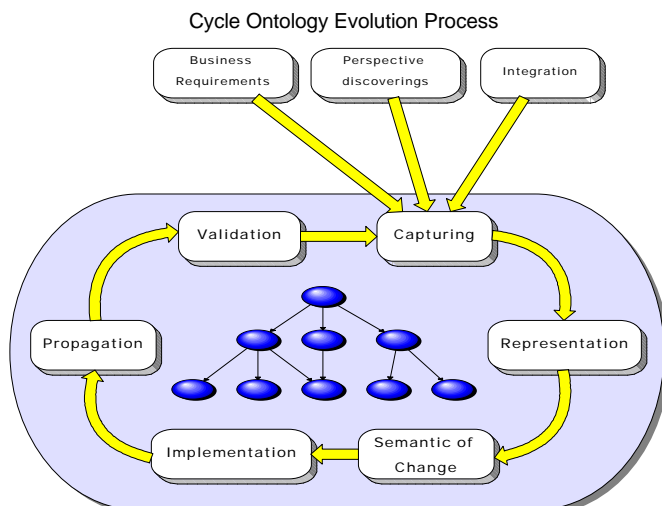 Cycle Ontology Evolution Process
Business
Requirements
Perspective
discoverings
Integration
Validation
Capturing
Propagation
Representation
Implementation
Semantic of
Change